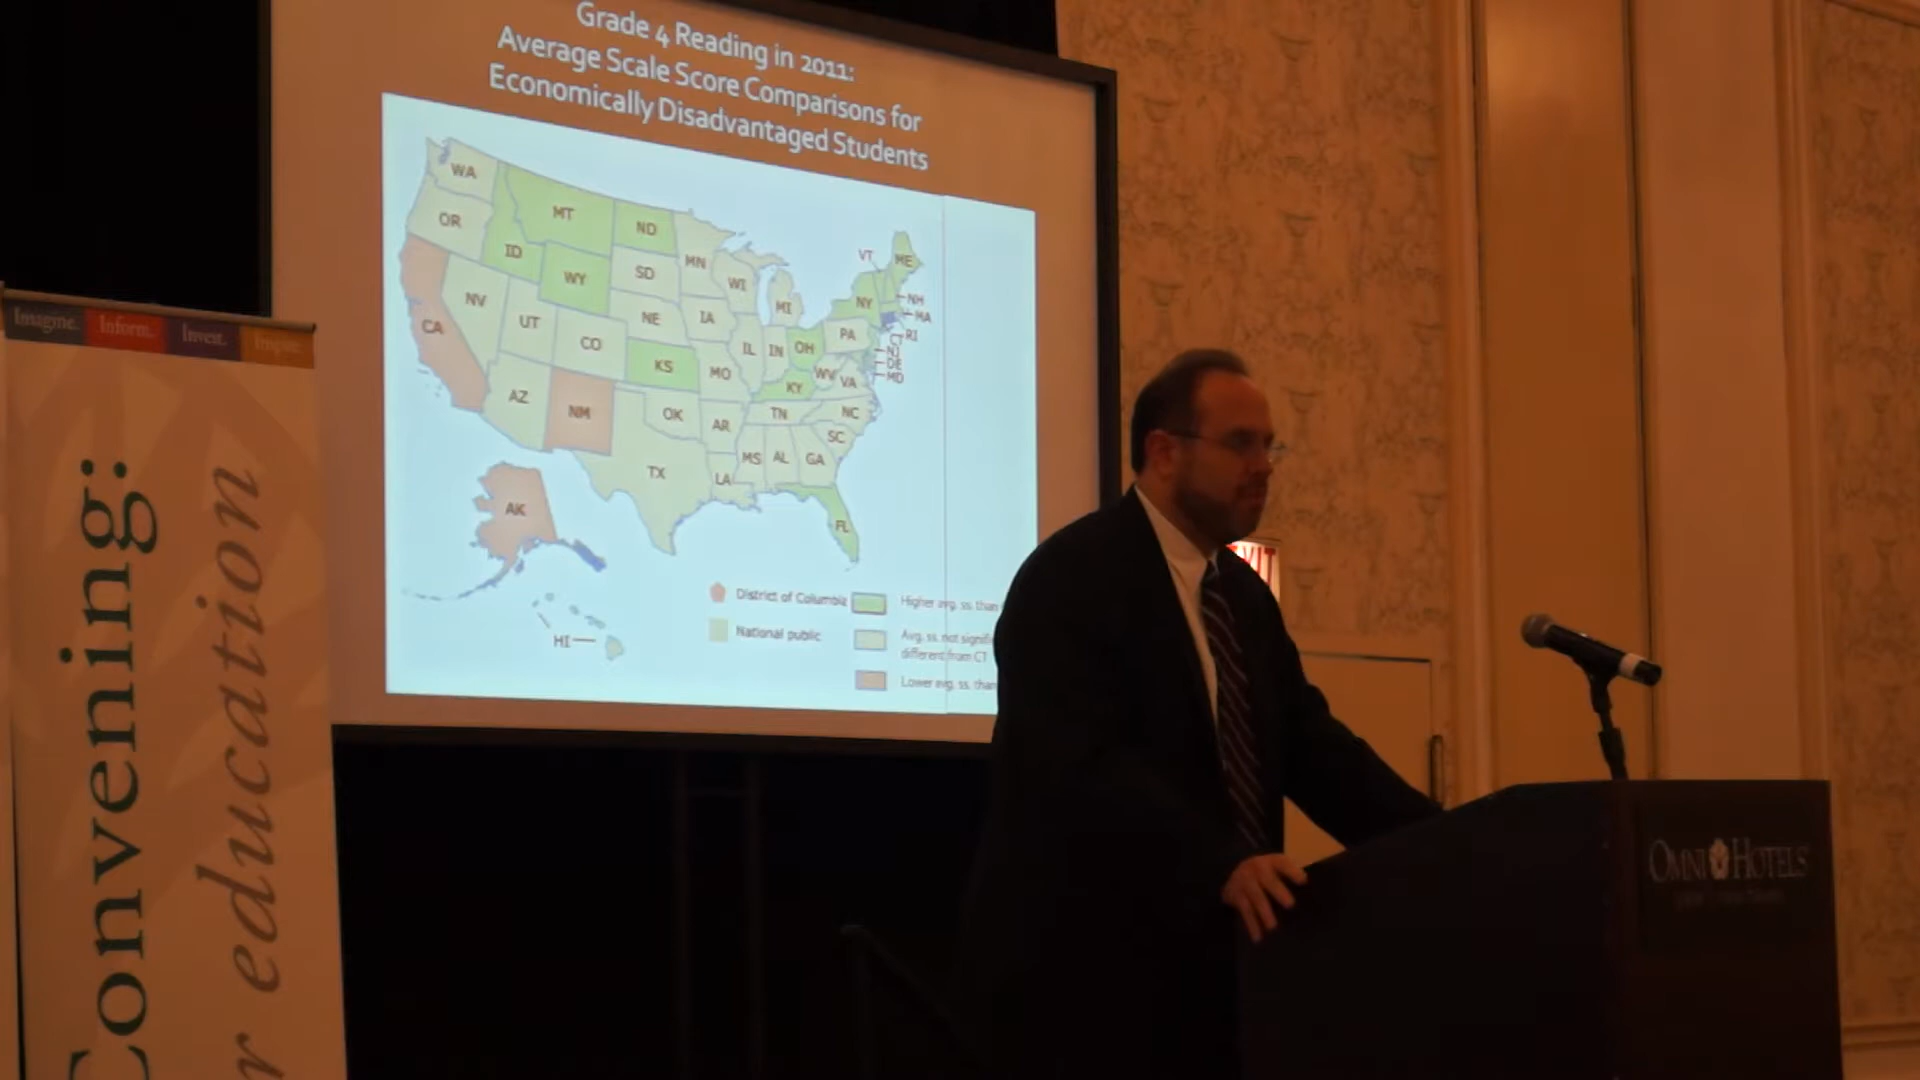 Grade 4 Reading in 2011:
Average Scale Score Comparisons for
Economically Disadvantaged Students
WA
MT
ND
OR
ID
MN
VT
ME
WY
SD
WI
NV
MI
NY
NH
MA
UT
NE
IA
CA
CO
IL
IN
OH
PA
CT
RI
NJ
DE
MD
KS
MO
WV
VA
KY
AZ
NM
OK
AR
TN
NC
SC
MS
AL
GA
TX
LA
FL
AK
HI
District of Columbia
National public
Higher avg. ss. than
Avg. ss. not
different from CT
Lower avg. ss. than
Imagine. Inform. Invest. Inspire.
Convening:
education
EXIT
OMNI HOTELS